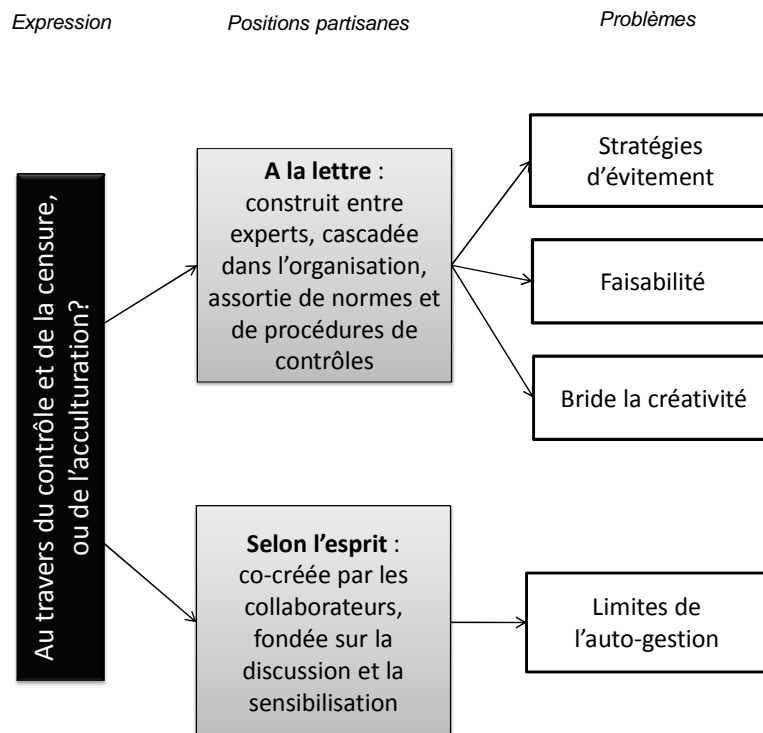 Expression
Positions partisanes
Problèmes
Au travers du contrôle et de la censure,
ou de l'acculturation?
A la lettre :
construit entre
experts, cascadée
dans l'organisation,
assortie de normes et
de procédures de
contrôles
Stratégies
d'évitement
Faisabilité
Bride la créativité
Selon l'esprit :
co-créée par les
collaborateurs,
fondée sur la
discussion et la
sensibilisation
Limites de
l'auto-gestion